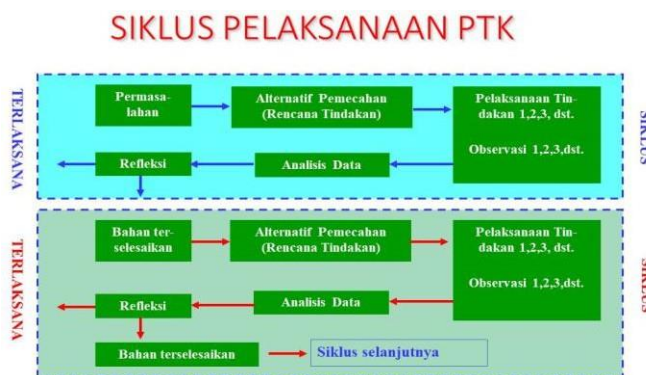 SIKLUS PELAKSANAAN PTK
TERLAKSANA
Permasa-
lahan
Alternatif Pemecahan
(Rencana Tindakan)
Pelaksanaan Tin-
dakan 1,2,3, dst.
Observasi 1,2,3,dst.
SIKLUS
Refleksi
Analisis Data
TERLAKSANA
Bahan ter-
selesaikan
Alternatif Pemecahan
(Rencana Tindakan)
Pelaksanaan Tin-
dakan 1,2,3, dst.
Observasi 1,2,3,dst.
SIKLUS
Refleksi
Analisis Data
Bahan terselesaikan
Siklus selanjutnya